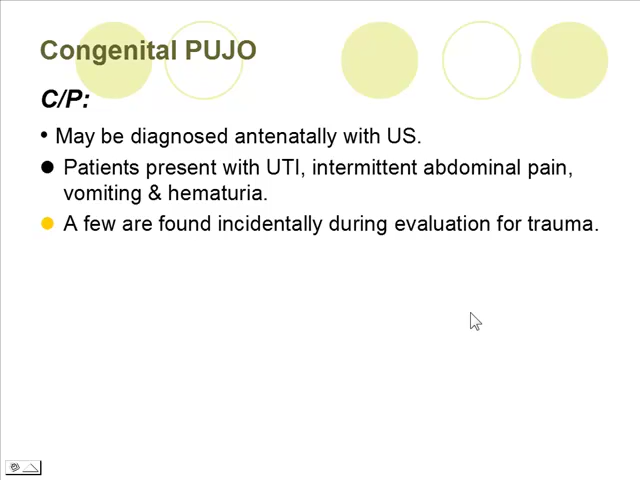 Congenital PUJO
C/P:
• May be diagnosed antenatally with US.
● Patients present with UTI, intermittent abdominal pain,
vomiting & hematuria.
● A few are found incidentally during evaluation for trauma.